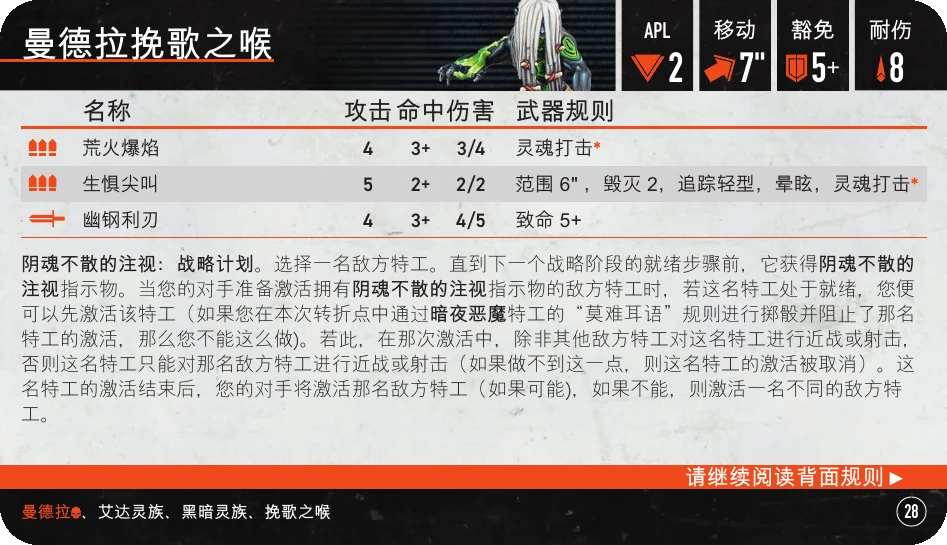 曼德拉挽歌之喉
APL 移动 豁免 耐伤
2 7" 5+ 8
名称 攻击 命中 伤害 武器规则
荒火爆焰 4 3+ 3/4 灵魂打击*
生惧尖叫 5 2+ 2/2 范围 6"，毁灭 2，追踪轻型，晕眩，灵魂打击*
幽钢利刃 4 3+ 4/5 致命 5+
阴魂不散的注视：战略计划。选择一名敌方特工。直到下一个战略阶段的就绪步骤前，它获得阴魂不散的
注视指示物。当您的对手准备激活拥有阴魂不散的注视指示物的敌方特工时，若这名特工处于就绪，您便
可以先激活该特工（如果您在本次转折点中通过暗夜恶魔特工的“莫难耳语”规则进行掷骰并阻止了那名
特工的激活，那么您不能这么做)。若此，在那次激活中，除非其他敌方特工对这名特工进行近战或射击，
否则这名特工只能对那名敌方特工进行近战或射击（如果做不到这一点，则这名特工的激活被取消）。这
名特工的激活结束后，您的对手将激活那名敌方特工（如果可能)，如果不能，则激活一名不同的敌方特
工。
请继续阅读背面规则▶
曼德拉、艾达灵族、黑暗灵族、挽歌之喉
28